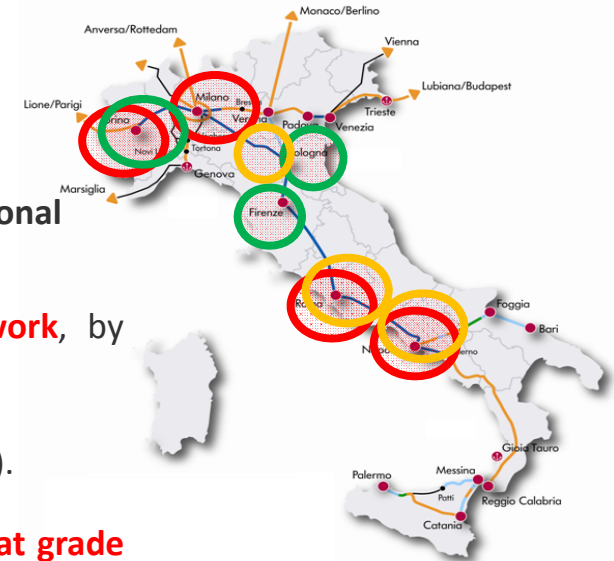 Monaco/Berlino
Anversa/Rottedam
Vienna
Lubiana/Budapest
Milano
Trieste
Lione/Parigi
Padova
Venezia
Tortona
Genova
Marsiglia
Firenze
onal
Foggia
work, by
Bari
Gioia Tauro
).
Messina
Palermo
Reggio Calabria
Patti
Catania
at grade